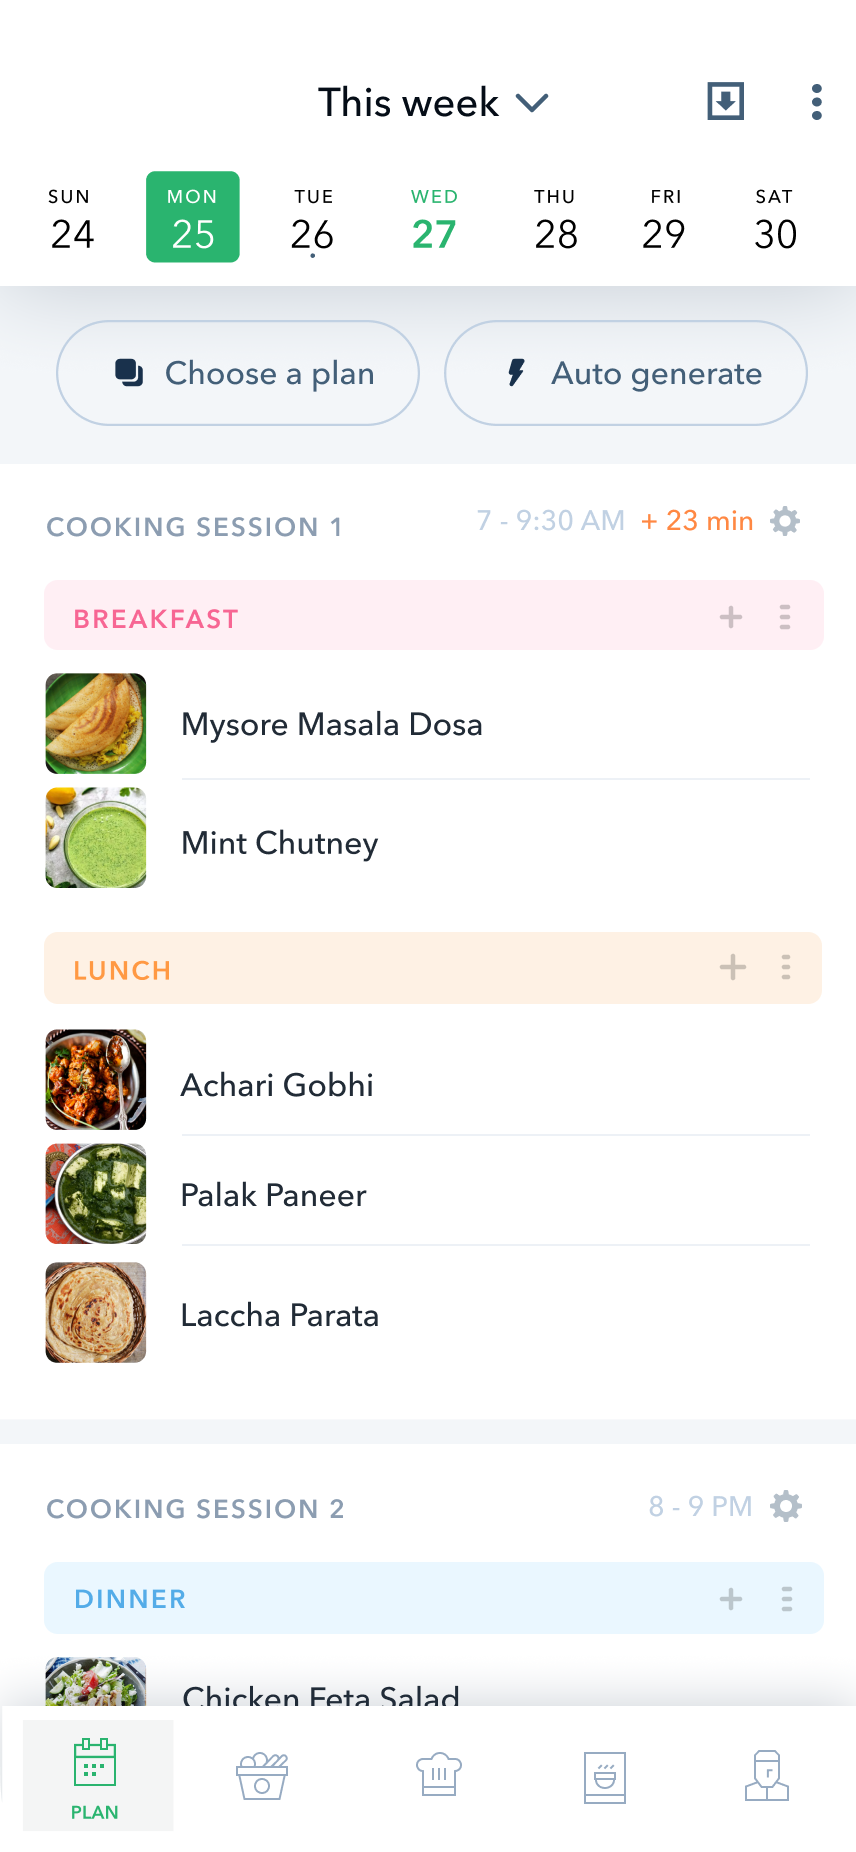 This week
SUN MON TUE WED THU FRI SAT
24 25 26 27 28 29 30
Choose a plan Auto generate
COOKING SESSION 1 7 - 9:30 AM + 23 min
BREAKFAST
Mysore Masala Dosa
Mint Chutney
LUNCH
Achari Gobhi
Palak Paneer
Laccha Parata
COOKING SESSION 2 8 - 9 PM
DINNER
Chicken Feta Salad
PLAN